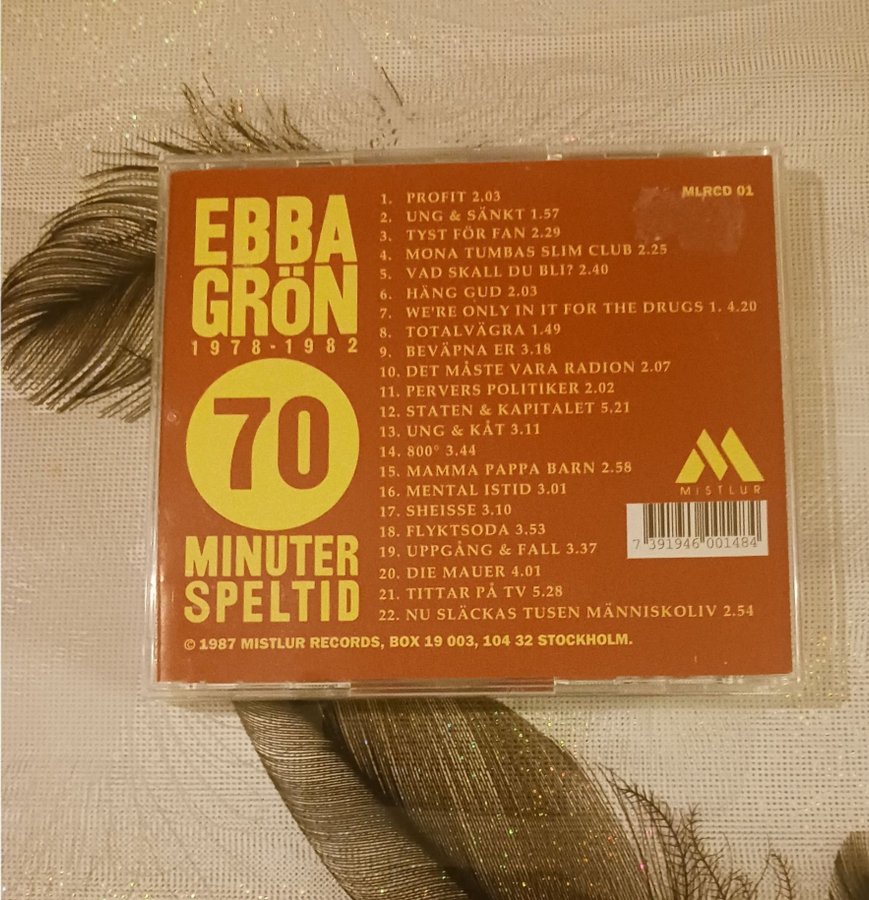 EBBA
GRÖN
1978-1982
70
MINUTER
SPELTID
1. PROFIT 2.03
2. UNG & SÄNKT 1.57
3. TYST FÖR FAN 2.29
4. MONA TUMBAS SLIM CLUB 2.25
5. VAD SKALL DU BLI? 2.40
6. HÄNG GUD 2.03
7. WE'RE ONLY IN IT FOR THE DRUGS 1. 4.20
8. TOTALVÄGRA 1.49
9. BEVÄPNA ER 3.18
10. DET MÅSTE VARA RADION 2.07
11. PERVERS POLITIKER 2.02
12. STATEN & KAPITALET 5.21
13. UNG & KÅT 3.11
14. 800° 3.44
15. MAMMA PAPPA BARN 2.58
16. MENTAL ISTID 3.01
17. SHEISSE 3.10
18. FLYKTSODA 3.53
19. UPPGÅNG & FALL 3.37
20. DIE MAUER 4.01
21. TITTAR PÅ TV 5.28
22. NU SLÄCKAS TUSEN MÄNNISKOLIV 2.54
MLRCD 01
MISTLUR
7 391946 001484
© 1987 MISTLUR RECORDS, BOX 19 003, 104 32 STOCKHOLM.